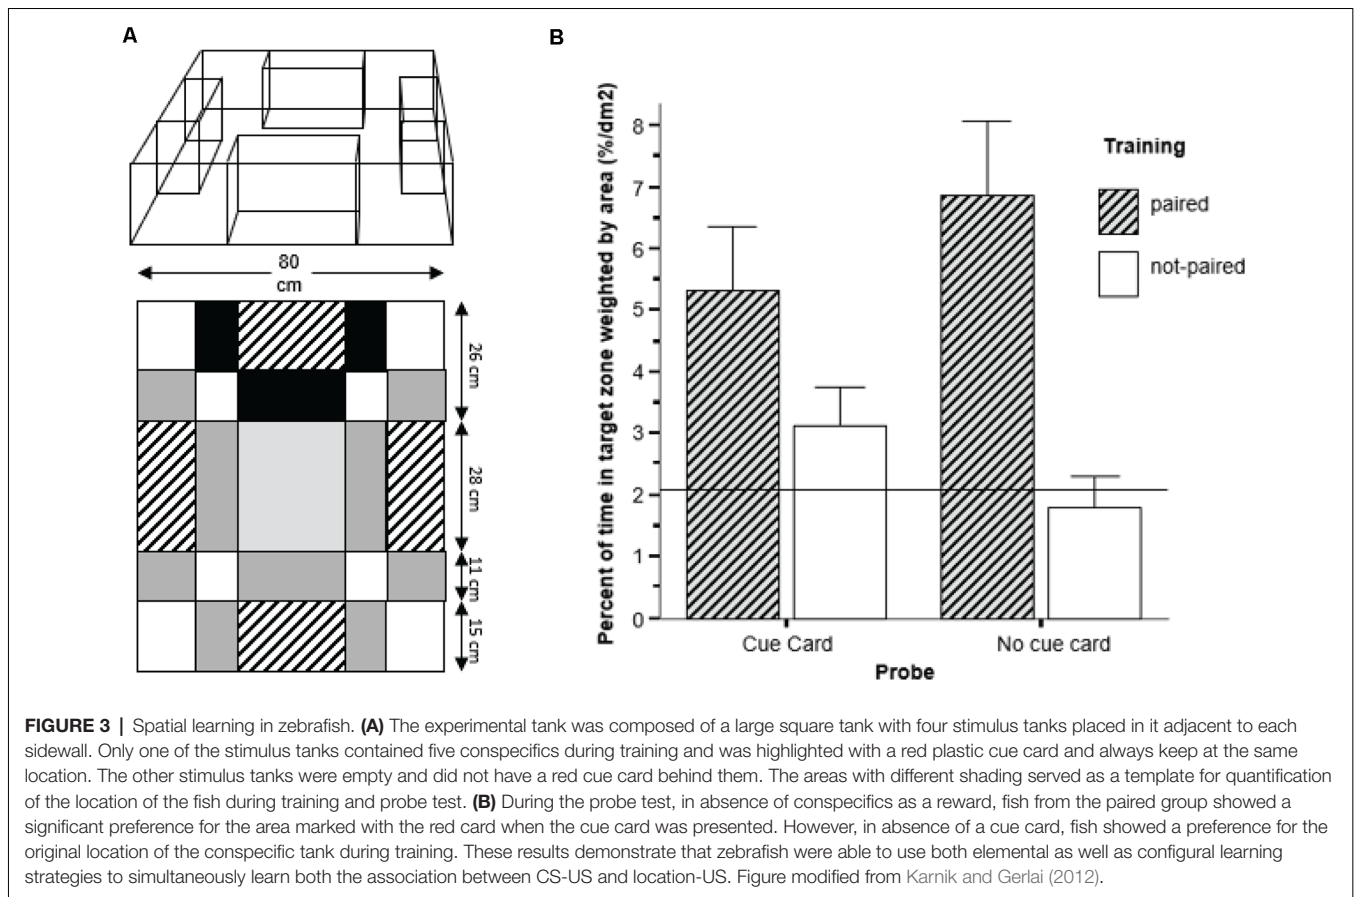 A
80
cm
26 cm
28 cm
11 cm
15 cm
B
Percent of time in target zone weighted by area (%/dm2)
8
7
6
5
4
3
2
1
0
Cue Card
No cue card
Probe
Training
paired
not-paired
FIGURE 3 | Spatial learning in zebrafish. (A) The experimental tank was composed of a large square tank with four stimulus tanks placed in it adjacent to each
sidewall. Only one of the stimulus tanks contained five conspecifics during training and was highlighted with a red plastic cue card and always keep at the same
location. The other stimulus tanks were empty and did not have a red cue card behind them. The areas with different shading served as a template for quantification
of the location of the fish during training and probe test. (B) During the probe test, in absence of conspecifics as a reward, fish from the paired group showed a
significant preference for the area marked with the red card when the cue card was presented. However, in absence of a cue card, fish showed a preference for the
original location of the conspecific tank during training. These results demonstrate that zebrafish were able to use both elemental as well as configural learning
strategies to simultaneously learn both the association between CS-US and location-US. Figure modified from Karnik and Gerlai (2012).